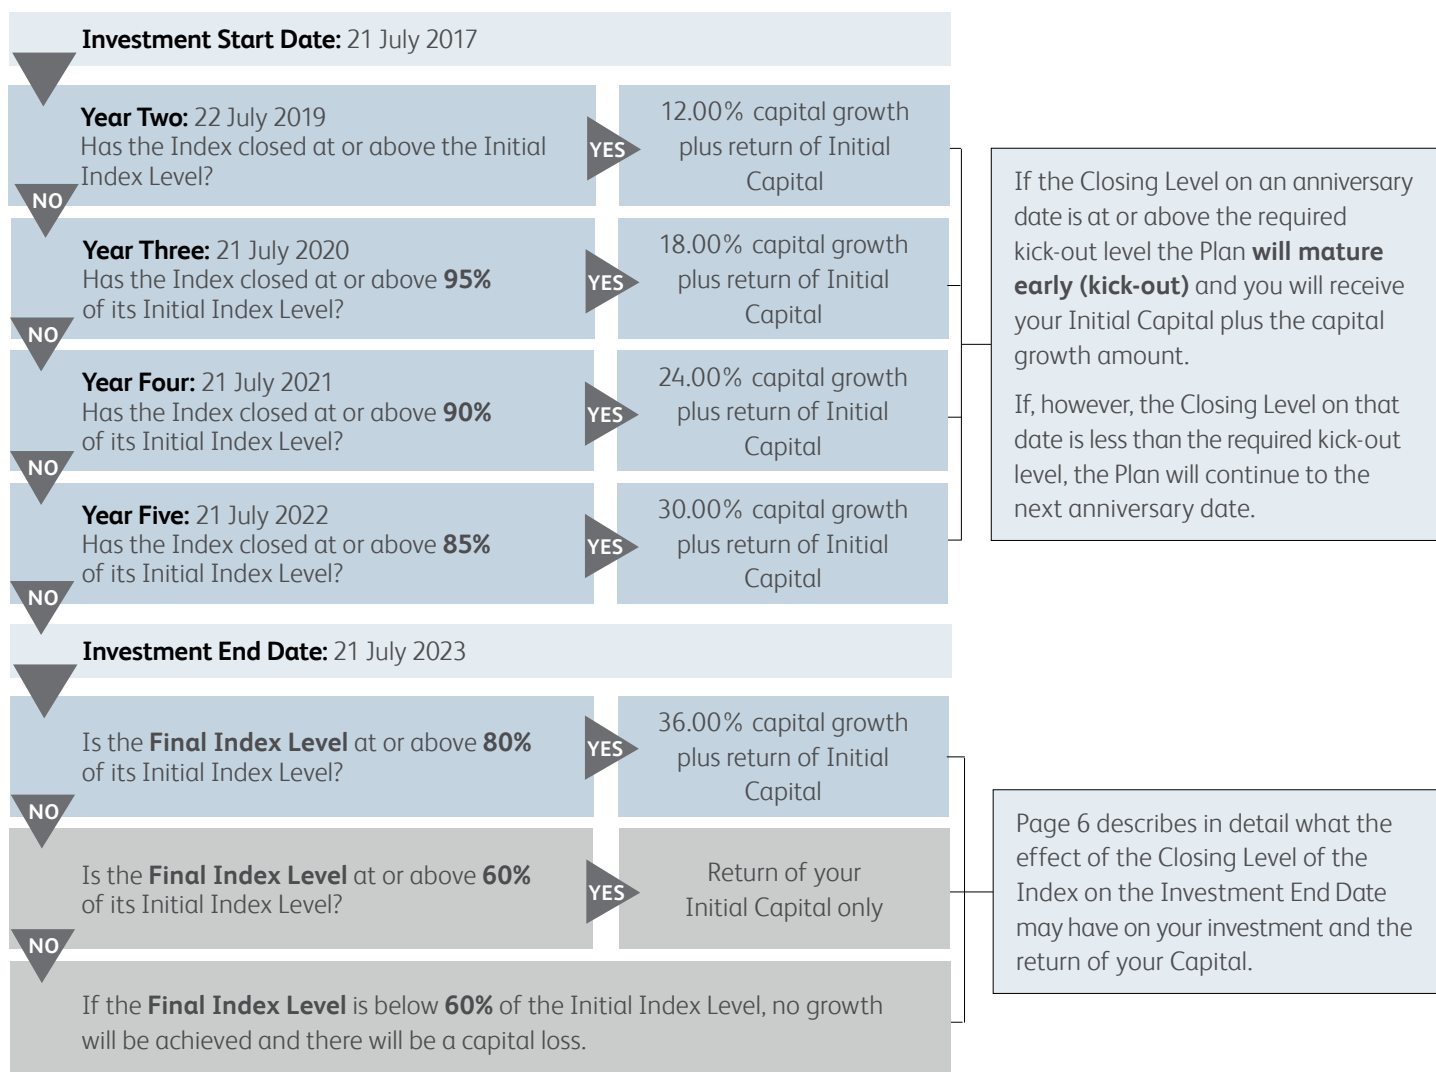 Investment Start Date: 21 July 2017
Year Two: 22 July 2019
Has the Index closed at or above the Initial
Index Level?
YES
12.00% capital growth
plus return of Initial
Capital
NO
Year Three: 21 July 2020
Has the Index closed at or above 95%
of its Initial Index Level?
YES
18.00% capital growth
plus return of Initial
Capital
NO
Year Four: 21 July 2021
Has the Index closed at or above 90%
of its Initial Index Level?
YES
24.00% capital growth
plus return of Initial
Capital
NO
Year Five: 21 July 2022
Has the Index closed at or above 85%
of its Initial Index Level?
YES
30.00% capital growth
plus return of Initial
Capital
NO
If the Closing Level on an anniversary
date is at or above the required
kick-out level the Plan will mature
early (kick-out) and you will receive
your Initial Capital plus the capital
growth amount.
If, however, the Closing Level on that
date is less than the required kick-out
level, the Plan will continue to the
next anniversary date.
Investment End Date: 21 July 2023
Is the Final Index Level at or above 80%
of its Initial Index Level?
YES
36.00% capital growth
plus return of Initial
Capital
NO
Is the Final Index Level at or above 60%
of its Initial Index Level?
YES
Return of your
Initial Capital only
NO
If the Final Index Level is below 60% of the Initial Index Level, no growth
will be achieved and there will be a capital loss.
Page 6 describes in detail what the
effect of the Closing Level of the
Index on the Investment End Date
may have on your investment and the
return of your Capital.